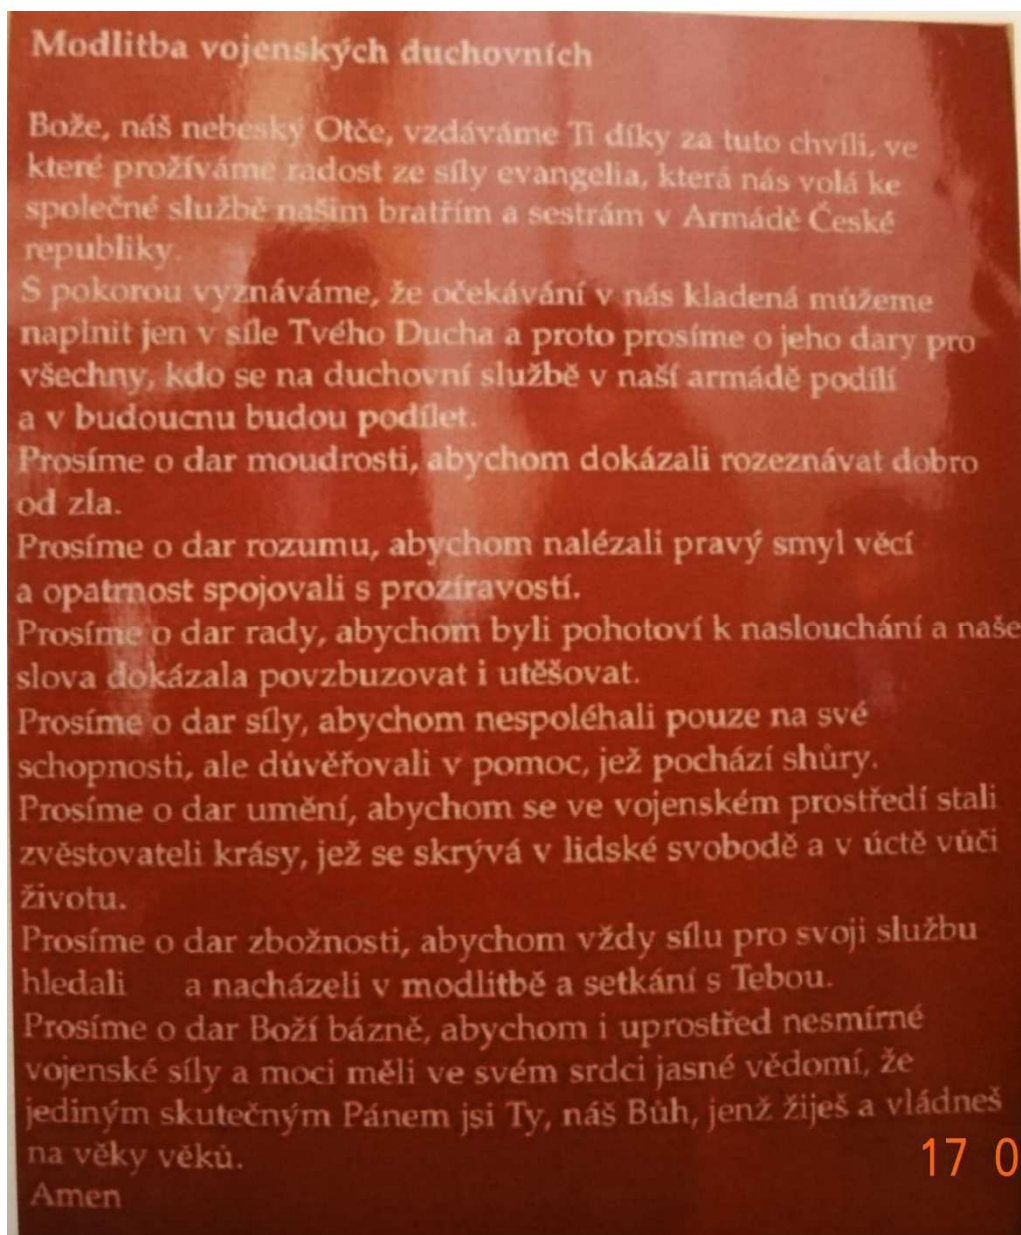 Modlitba vojenských duchovních
Bože, náš nebeský Otče, vzdáváme Ti díky za tuto chvíli, ve
které prožíváme radost ze síly evangelia, která nás volá ke
společné službě našim bratřím a sestrám v Armádě České
republiky.
S pokorou vyznáváme, že očekávání v nás kladená můžeme
naplnit jen v síle Tvého Ducha a proto prosíme o jeho dary pro
všechny, kdo se na duchovní službě v naší armádě podílí
a v budoucnu budou podílet.
Prosíme o dar moudrosti, abychom dokázali rozeznávat dobro
od zla.
Prosíme o dar rozumu, abychom nalézali pravý smyl věcí
a opatrnost spojovali s prozíravostí.
Prosíme o dar rady, abychom byli pohotoví k naslouchání a naše
slova dokázala povzbuzovat i utěšovat.
Prosíme o dar síly, abychom nespoléhali pouze na své
schopnosti, ale důvěřovali v pomoc, jež pochází shůry.
Prosíme o dar umění, abychom se ve vojenském prostředí stali
zvěstovateli krásy, jež se skrývá v lidské svobodě a v úctě vůči
životu.
Prosíme o dar zbožnosti, abychom vždy sílu pro svoji službu
hledali a nacházeli v modlitbě a setkání s Tebou.
Prosíme o dar Boží bázně, abychom i uprostřed nesmírné
vojenské síly a moci měli ve svém srdci jasné vědomí, že
jediným skutečným Pánem jsi Ty, náš Bůh, jenž žiješ a vládneš
na věky věků.
Amen
17 0